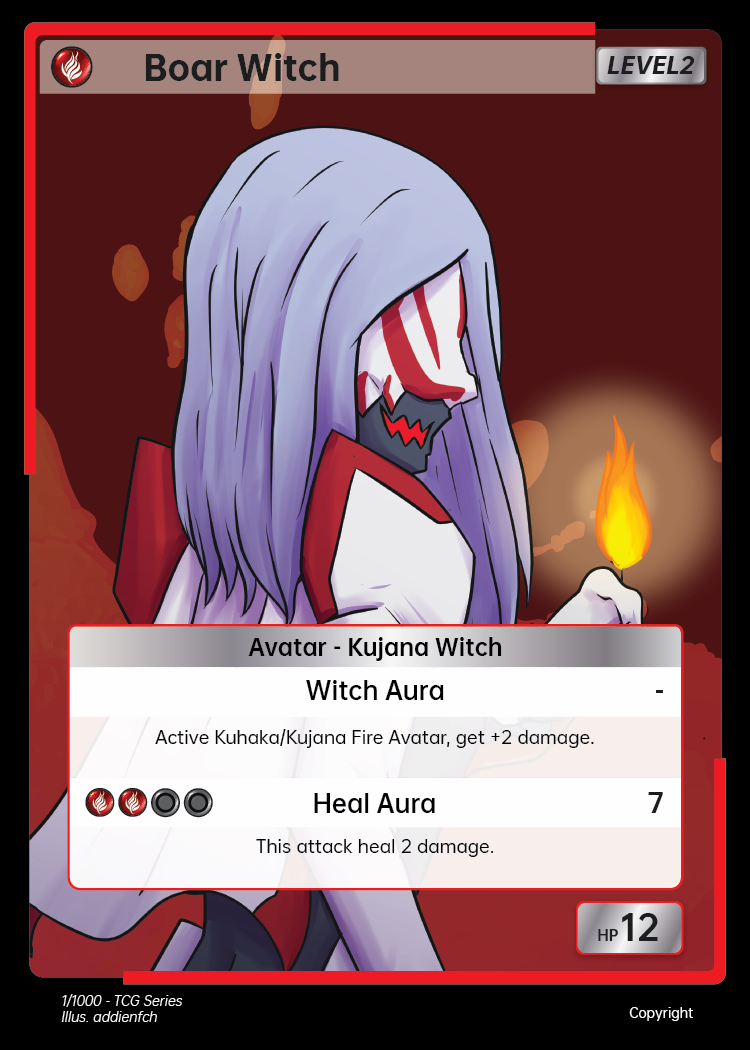 Boar Witch
LEVEL2
Avatar - Kujana Witch
Witch Aura -
Active Kuhaka/Kujana Fire Avatar, get +2 damage.
Heal Aura 7
This attack heal 2 damage.
HP 12
1/1000 - TCG Series
Illus. addienfch
Copyright